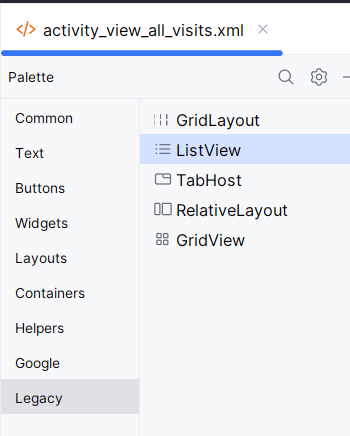 activity_view_all_visits.xml
Palette
Common
Text
Buttons
Widgets
Layouts
Containers
Helpers
Google
Legacy
GridLayout
ListView
TabHost
RelativeLayout
GridView